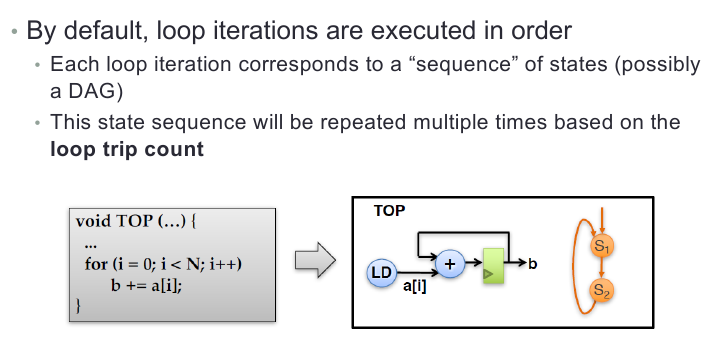 • By default, loop iterations are executed in order
• Each loop iteration corresponds to a “sequence” of states (possibly
a DAG)
• This state sequence will be repeated multiple times based on the
loop trip count
void TOP (...) {
...
for (i = 0; i < N; i++)
b += a[i];
}
TOP
LD
a[i]
+
b
S1
S2